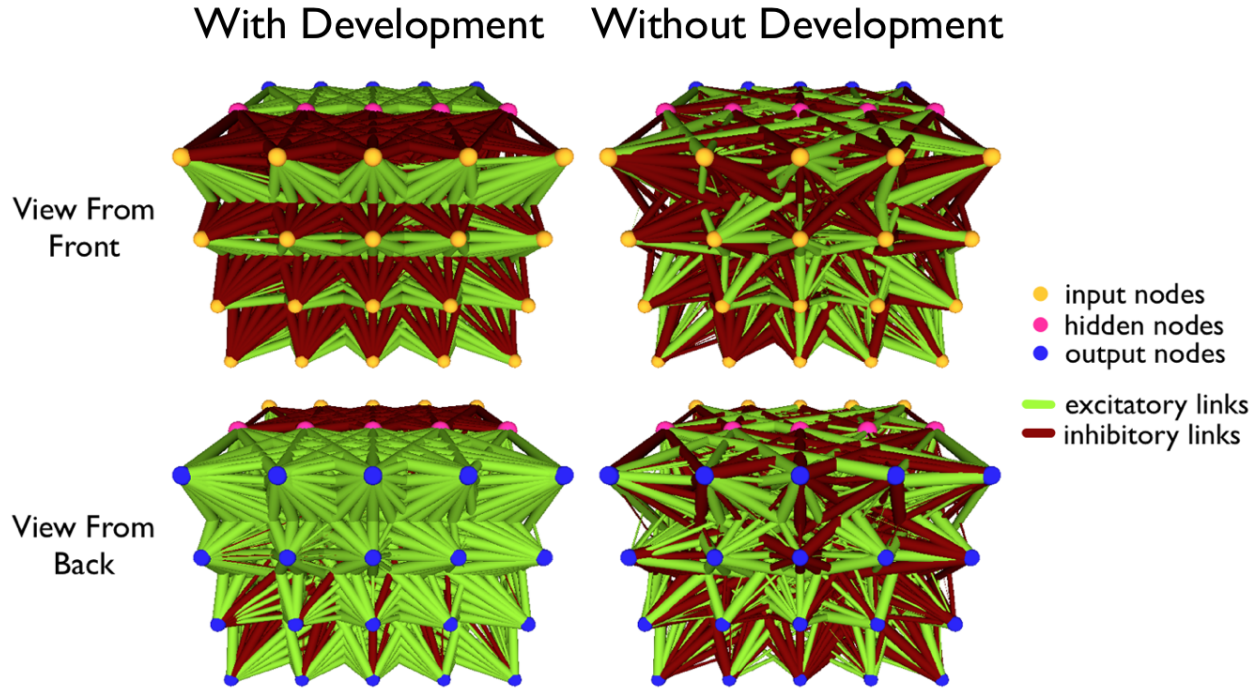 With Development
Without Development
View From
Front
input nodes
hidden nodes
output nodes
excitatory links
inhibitory links
View From
Back